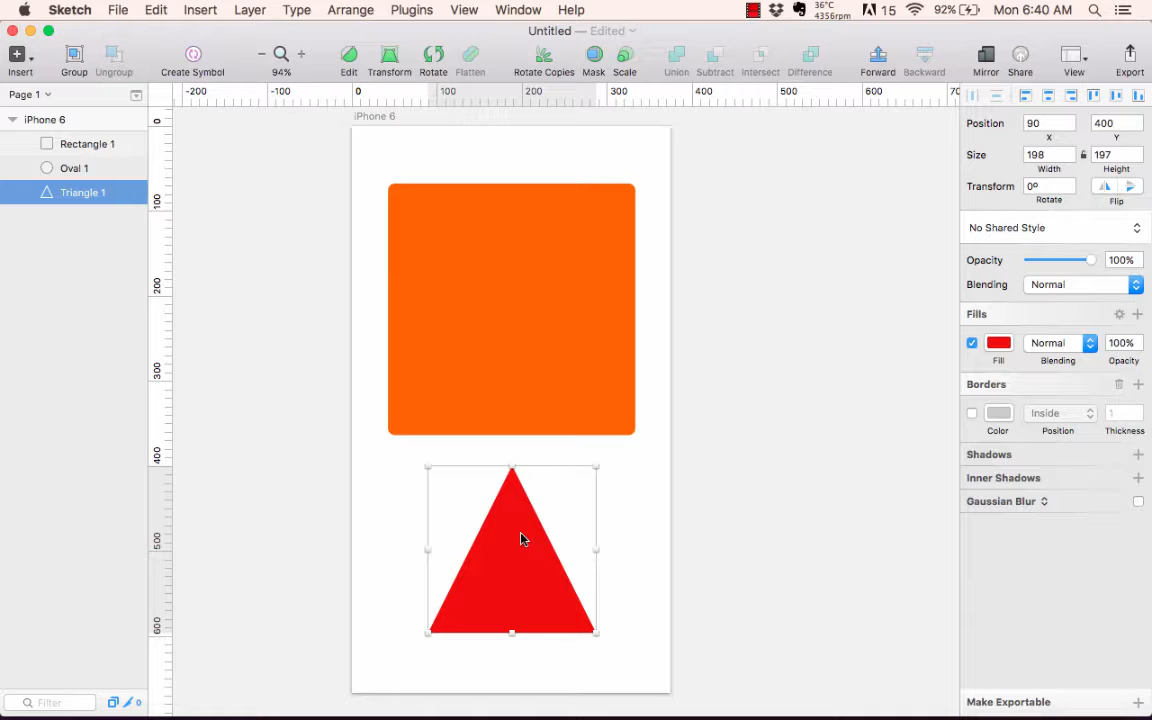 Sketch File Edit Insert Layer Type Arrange Plugins View Window Help 36°C 4356rpm 15 92% Mon 6:40 AM
Untitled — Edited
Insert Group Ungroup Create Symbol 94% Edit Transform Rotate Flatten Rotate Copies Mask Scale Union Subtract Intersect Difference Forward Backward Mirror Share View Export
Page 1
-200 -100 0 100 200 300 400 500 600 70
iPhone 6
Rectangle 1
Oval 1
Triangle 1
iPhone 6
0
100
200
300
400
500
600
Position 90 400
X Y
Size 198 197
Width Height
Transform 0º
Rotate Flip
No Shared Style
Opacity 100%
Blending Normal
Fills
Normal 100%
Fill Blending Opacity
Borders
Inside 1
Color Position Thickness
Shadows
Inner Shadows
Gaussian Blur
Filter 0
Make Exportable